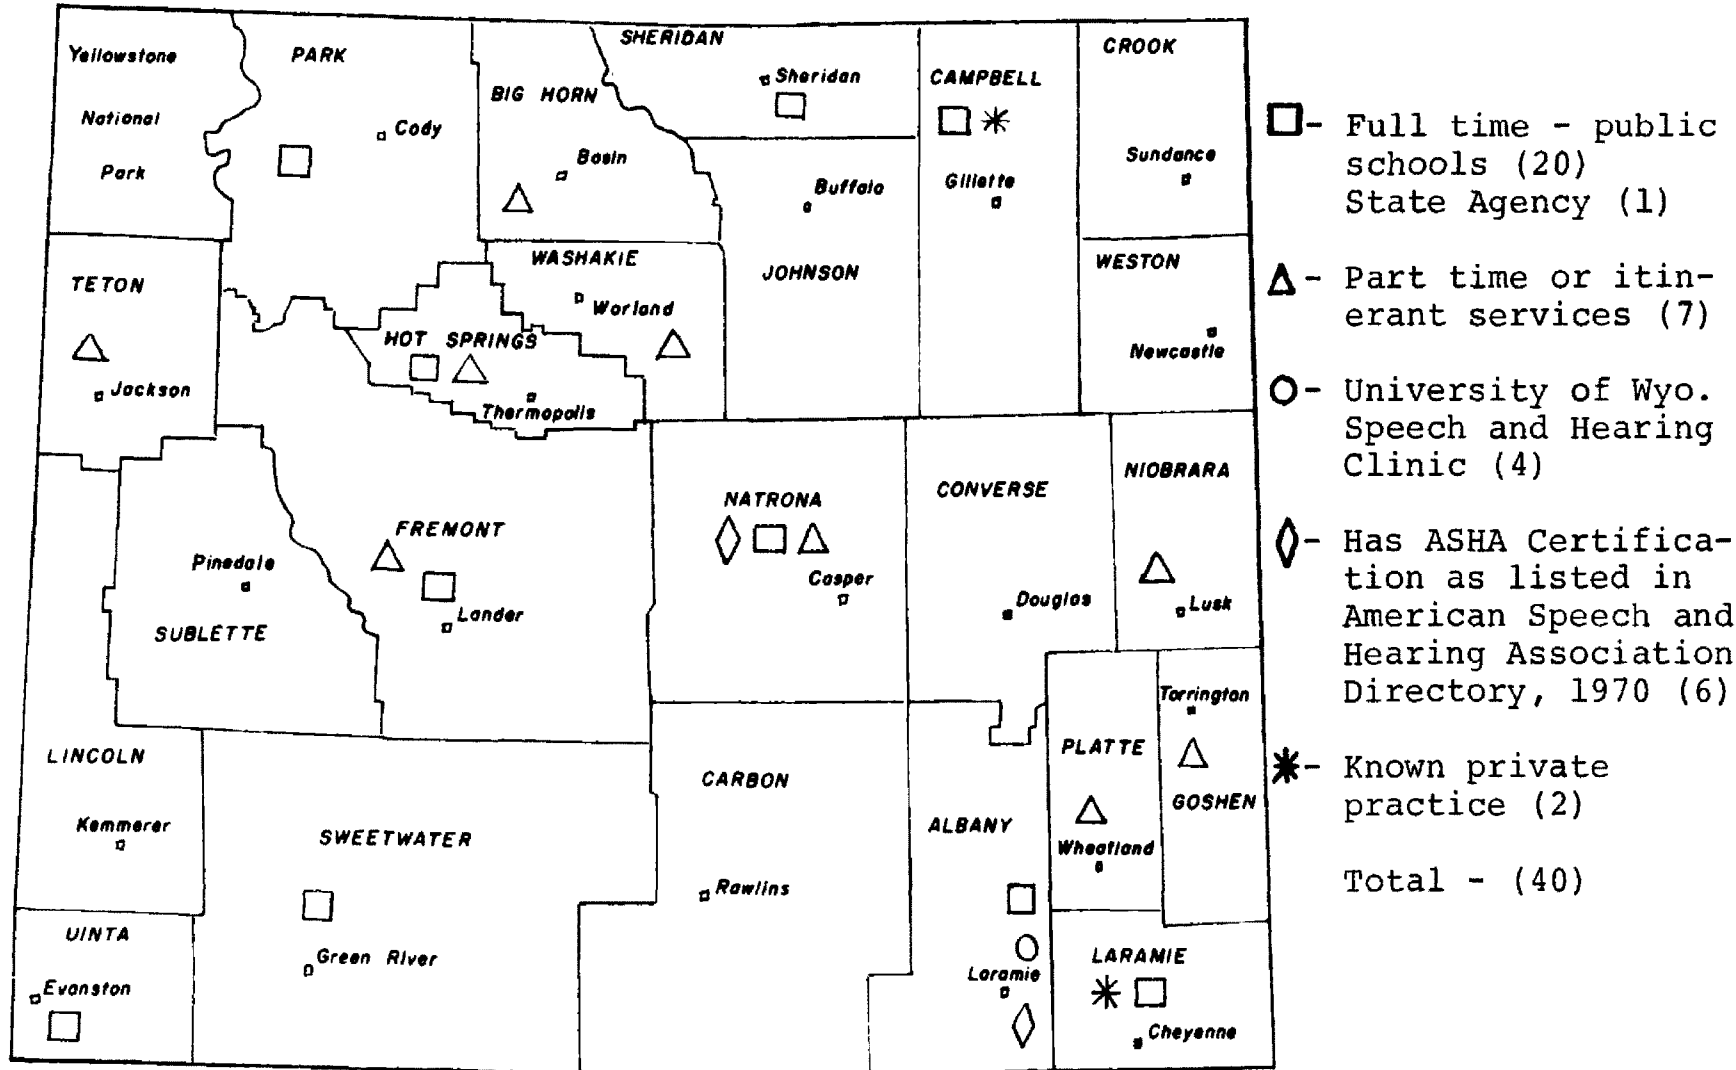 Yellowstone
National
Park
PARK
Cody
BIG HORN
Basin
SHERIDAN
Sheridan
CAMPBELL
Gillette
CROOK
Sundance
Buffalo
JOHNSON
TETON
Jackson
WASHAKIE
Worland
HOT SPRINGS
Thermopolis
WESTON
Newcastle
Pinedale
SUBLETTE
FREMONT
Lander
NATRONA
Casper
CONVERSE
Douglas
NIOBRARA
Lusk
LINCOLN
Kemmerer
SWEETWATER
Green River
UINTA
Evanston
CARBON
Rawlins
ALBANY
Laramie
PLATTE
Wheatland
Torrington
GOSHEN
LARAMIE
Cheyenne
- Full time - public
schools (20)
State Agency (1)
- Part time or itin-
erant services (7)
- University of Wyo.
Speech and Hearing
Clinic (4)
- Has ASHA Certifica-
tion as listed in
American Speech and
Hearing Association
Directory, 1970 (6)
- Known private
practice (2)
Total - (40)